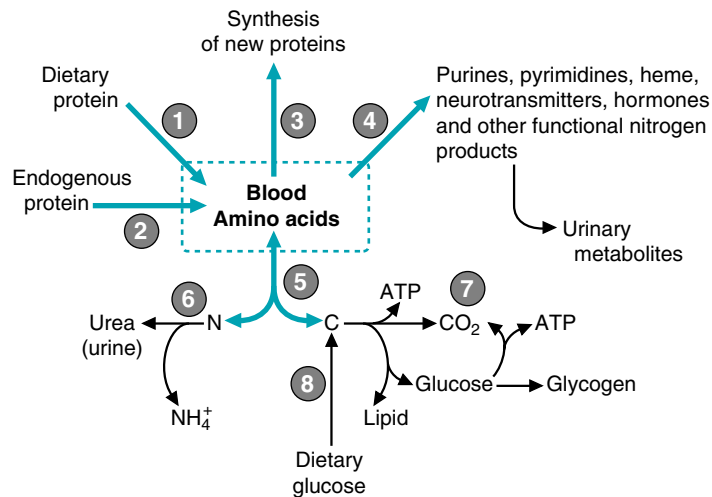 Synthesis
of new proteins
Dietary
protein
1
3
4
Purines, pyrimidines, heme,
neurotransmitters, hormones
and other functional nitrogen
products
Endogenous
protein
2
Blood
Amino acids
Urinary
metabolites
5
6
7
ATP
Urea
(urine)
N
C
CO₂
ATP
8
Glucose
Glycogen
NH₄⁺
Lipid
Dietary
glucose